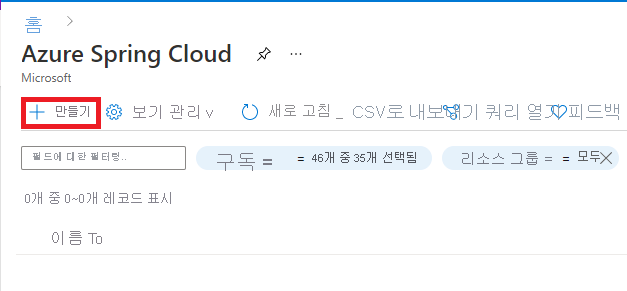 홈 >
Azure Spring Cloud ...
Microsoft
+ 만들기 보기 관리 ∨ 새로 고침 _ CSV로 내보내기 쿼리 열기 피드백
필드에 대한 필터링..
구독 = = 46개 중 35개 선택됨 리소스 그룹 = = 모두 ×
0개 중 0~0개 레코드 표시
이름 To